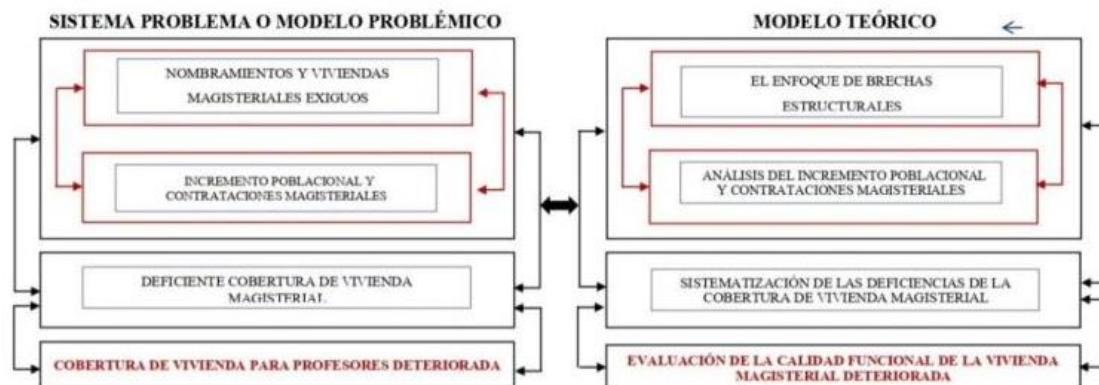 SISTEMA PROBLEMA O MODELO PROBLÉMICO
NOMBRAMIENTOS Y VIVIENDAS
MAGISTERIALES EXIGUOS
INCREMENTO POBLACIONAL Y
CONTRATACIONES MAGISTERIALES
DEFICIENTE COBERTURA DE VIVIENDA
MAGISTERIAL
COBERTURA DE VIVIENDA PARA PROFESORES DETERIORADA
MODELO TEÓRICO
EL ENFOQUE DE BRECHAS
ESTRUCTURALES
ANÁLISIS DEL INCREMENTO POBLACIONAL
Y CONTRATACIONES MAGISTERIALES
SISTEMATIZACIÓN DE LAS DEFICIENCIAS DE LA
COBERTURA DE VIVIENDA MAGISTERIAL
EVALUACIÓN DE LA CALIDAD FUNCIONAL DE LA VIVIENDA
MAGISTERIAL DETERIORADA